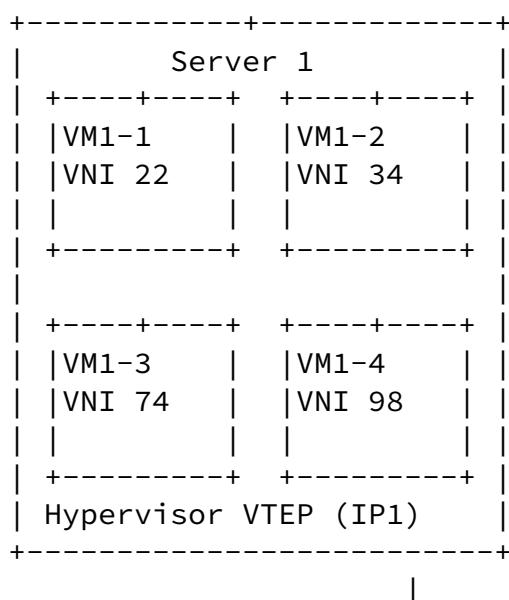 +------------+-------------+
|        Server 1          |
| +----+----+  +----+----+ |
| |VM1-1    |  |VM1-2    | |
| |VNI 22   |  |VNI 34   | |
| |         |  |         | |
| +---------+  +---------+ |
|                          |
| +----+----+  +----+----+ |
| |VM1-3    |  |VM1-4    | |
| |VNI 74   |  |VNI 98   | |
| |         |  |         | |
| +---------+  +---------+ |
| Hypervisor VTEP (IP1)    |
+--------------------------+
                      |